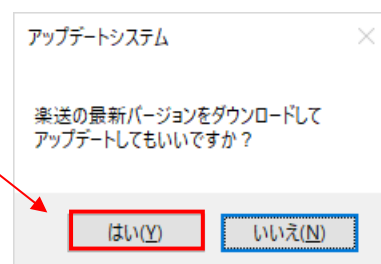 アップデートシステム
楽送の最新バージョンをダウンロードして
アップデートしてもいいですか？
はい(Y)
いいえ(N)